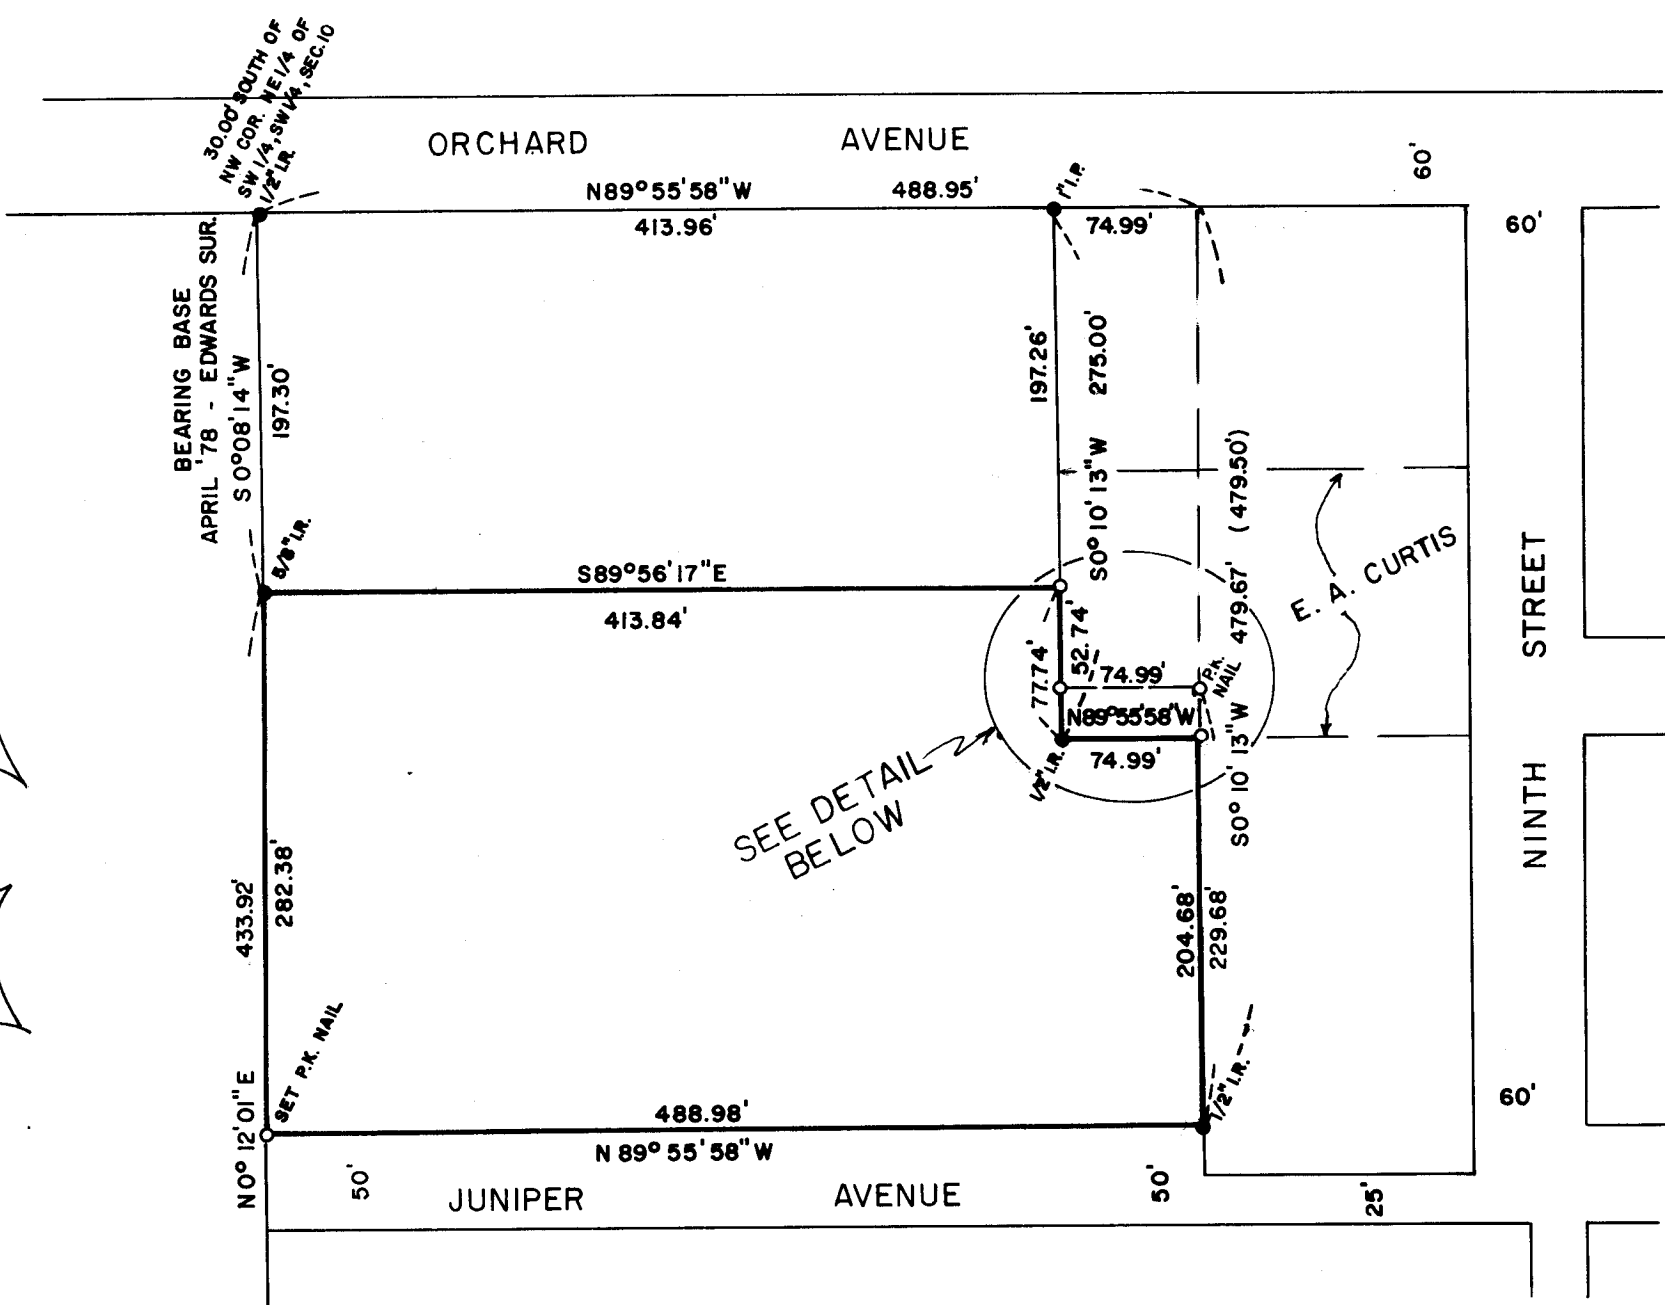 30.00' SOUTH OF
NW COR. NE 1/4 OF
SW 1/4, SW 1/4, SEC. 10
1/2" I.R.
ORCHARD AVENUE
60'
N89°55'58"W 488.95'
413.96'
1" I.P.
74.99'
60'
BEARING BASE
APRIL '78 - EDWARDS SUR.
S0°08'14"W
197.30'
197.26'
S0°10'13"W 275.00'
5/8" I.R.
S89°56'17"E
413.84'
S0°10'13"W 479.67' (479.50')
E. A. CURTIS
NINTH STREET
77.74'
52.74'
74.99'
P.K.
NAIL
N89°55'58"W
74.99'
1/2" I.R.
SEE DETAIL
BELOW
N0°12'01"E 433.92'
282.38'
204.68'
229.68'
SET P.K. NAIL
1/2" I.R.
488.98'
N 89° 55' 58" W
60'
50'
JUNIPER AVENUE
50'
25'